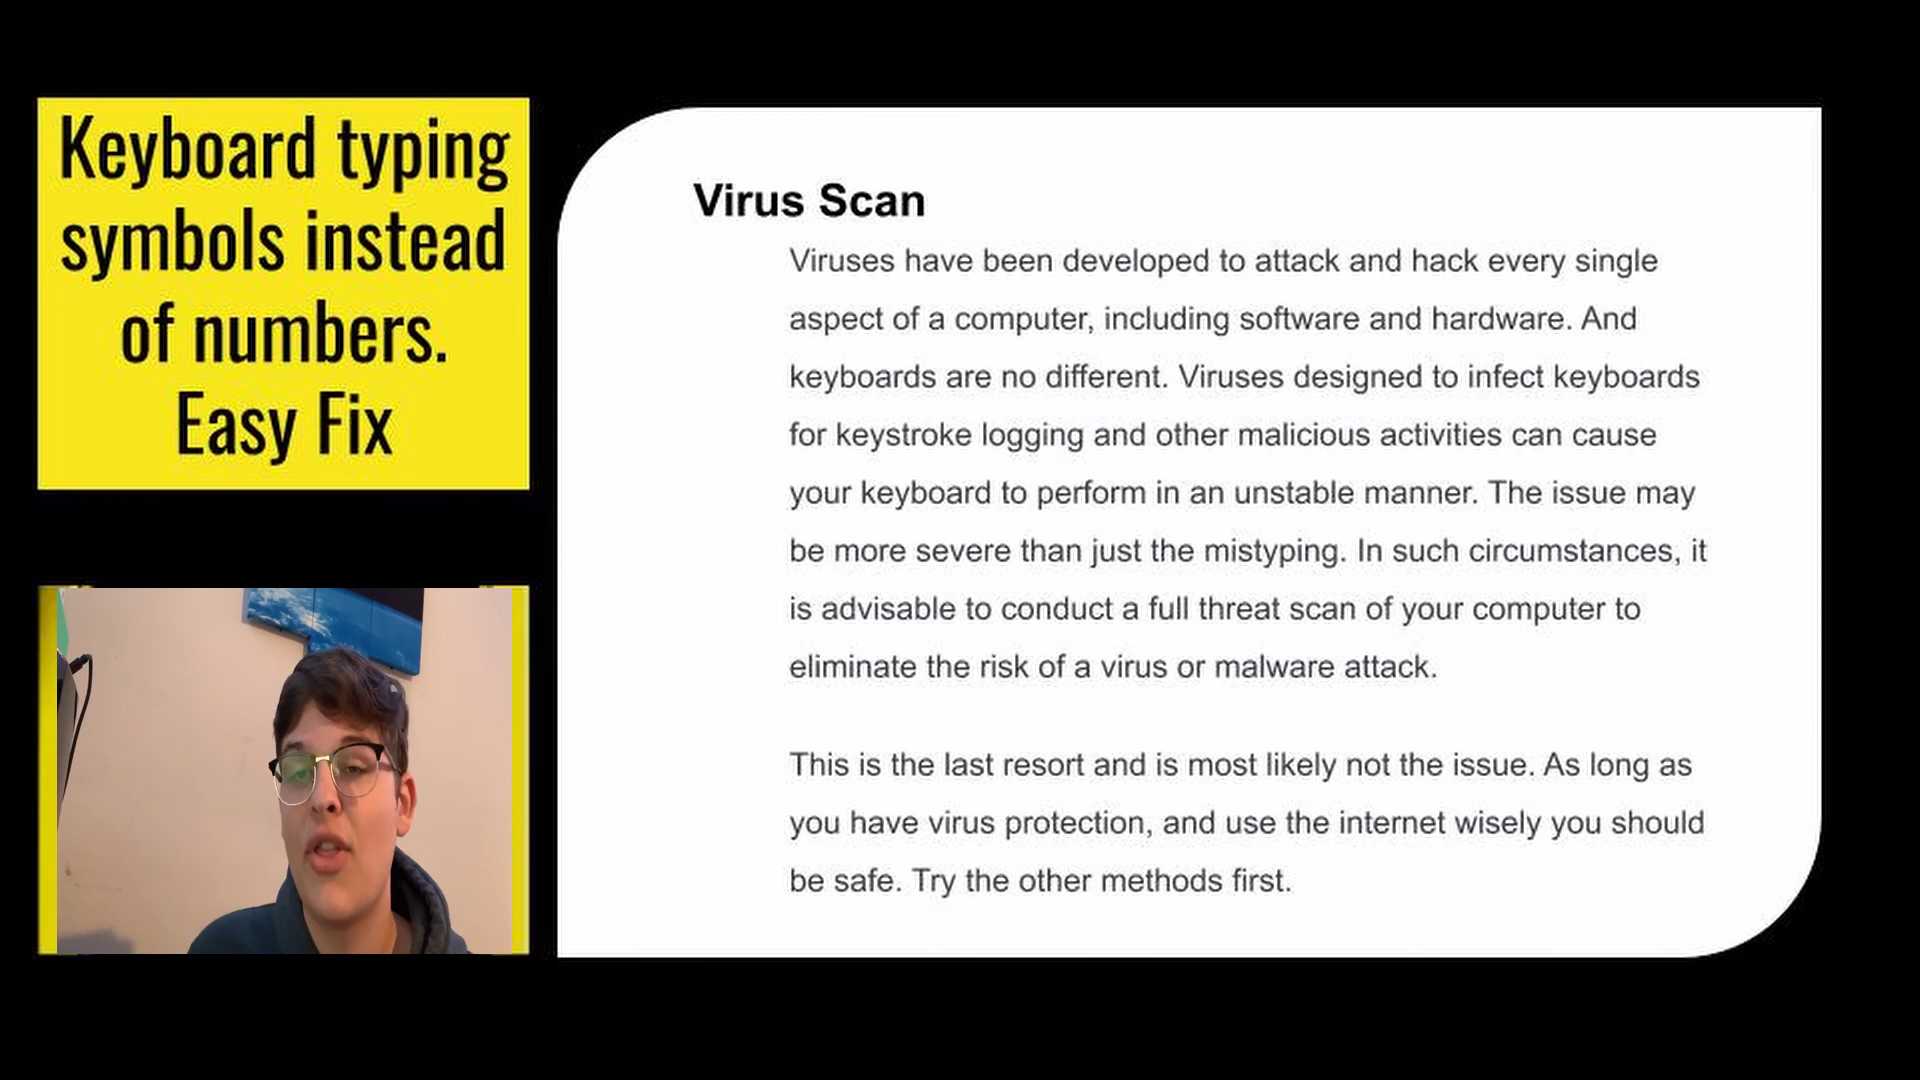 Keyboard typing
symbols instead
of numbers.
Easy Fix
Virus Scan
Viruses have been developed to attack and hack every single
aspect of a computer, including software and hardware. And
keyboards are no different. Viruses designed to infect keyboards
for keystroke logging and other malicious activities can cause
your keyboard to perform in an unstable manner. The issue may
be more severe than just the mistyping. In such circumstances, it
is advisable to conduct a full threat scan of your computer to
eliminate the risk of a virus or malware attack.
This is the last resort and is most likely not the issue. As long as
you have virus protection, and use the internet wisely you should
be safe. Try the other methods first.